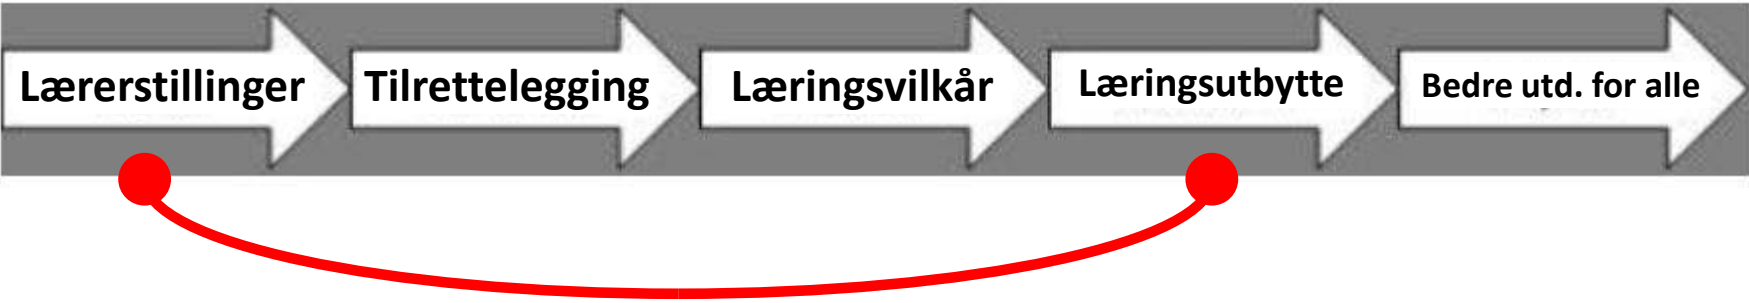 Lærerstillinger
Tilrettelegging
Læringsvilkår
Læringsutbytte
Bedre utd. for alle